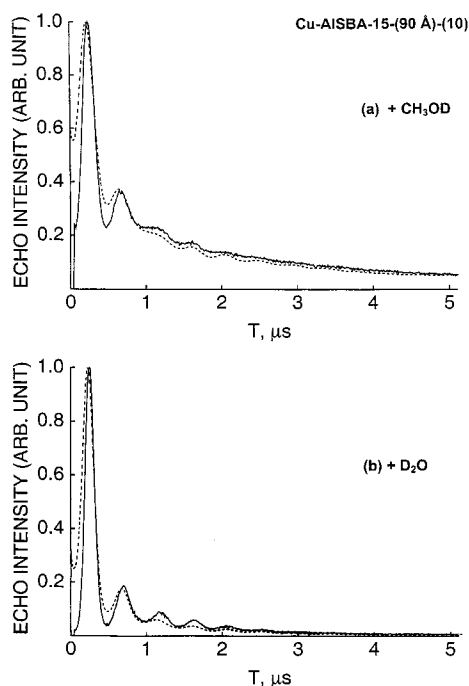 Cu-AlSBA-15-(90 Å)-(10)
ECHO INTENSITY (ARB. UNIT)
1.0
0.8
0.6
0.4
0.2
(a) + CH₃OD
0 1 2 3 4 5
T, μs
ECHO INTENSITY (ARB. UNIT)
1.0
0.8
0.6
0.4
0.2
(b) + D₂O
0 1 2 3 4 5
T, μs